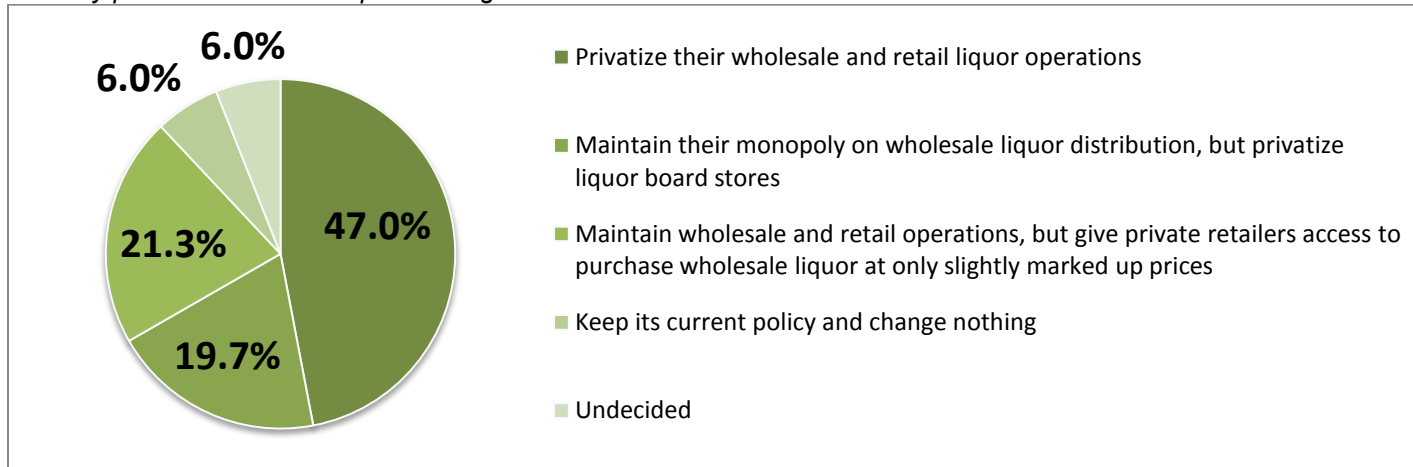 6.0%
6.0%
47.0%
21.3%
19.7%
Privatize their wholesale and retail liquor operations
Maintain their monopoly on wholesale liquor distribution, but privatize
liquor board stores
Maintain wholesale and retail operations, but give private retailers access to
purchase wholesale liquor at only slightly marked up prices
Keep its current policy and change nothing
Undecided